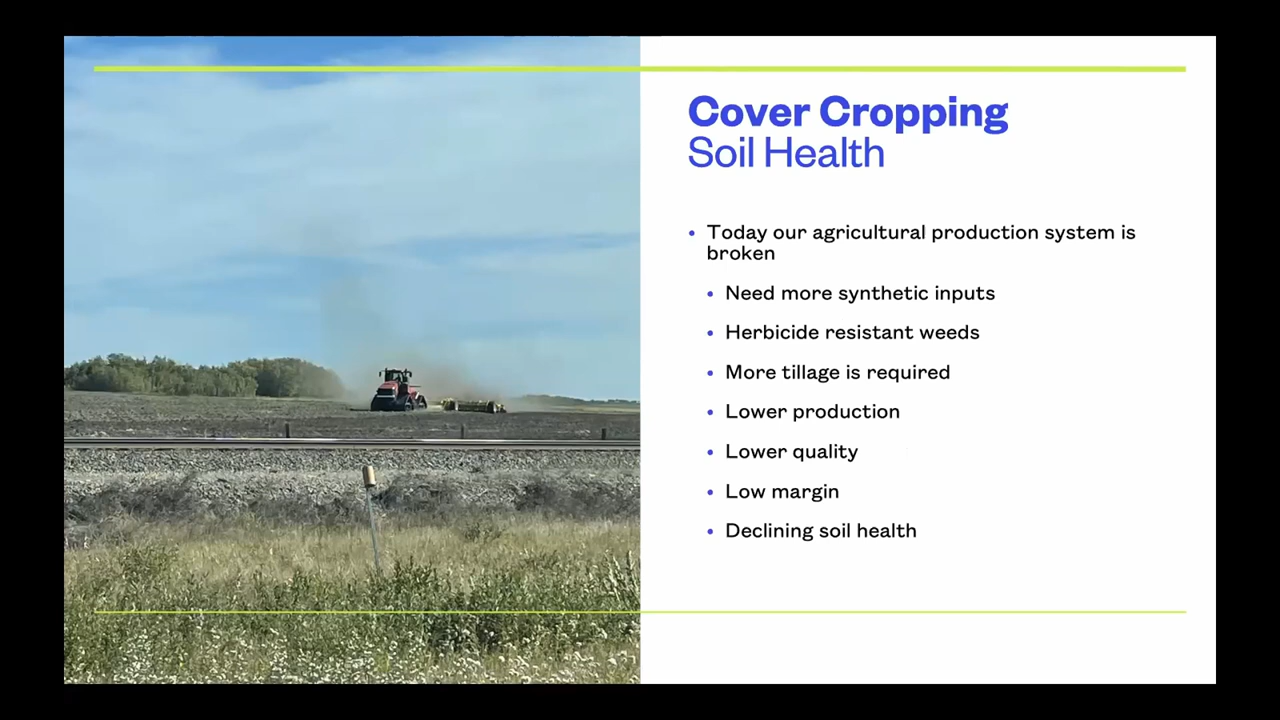 Cover Cropping
Soil Health
• Today our agricultural production system is
broken
• Need more synthetic inputs
• Herbicide resistant weeds
• More tillage is required
• Lower production
• Lower quality
• Low margin
• Declining soil health